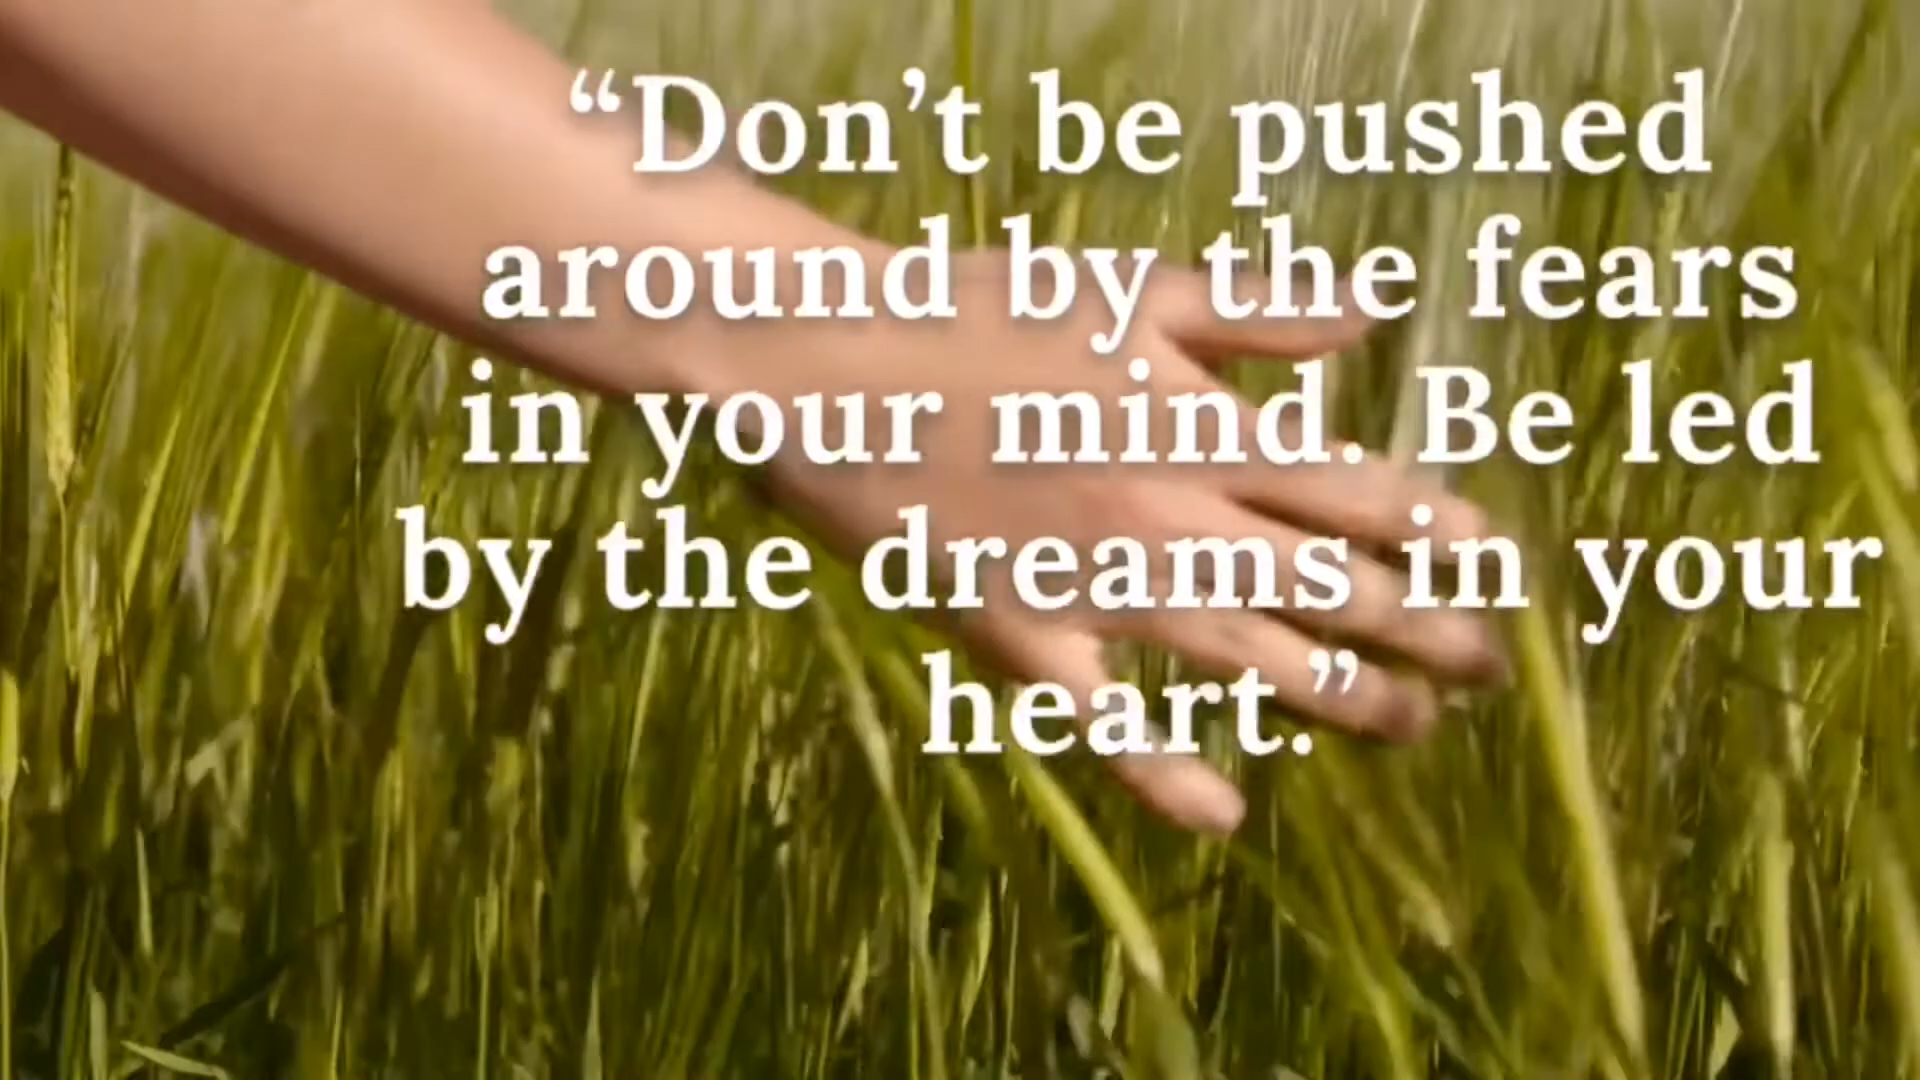 “Don’t be pushed
around by the fears
in your mind. Be led
by the dreams in your
heart.”